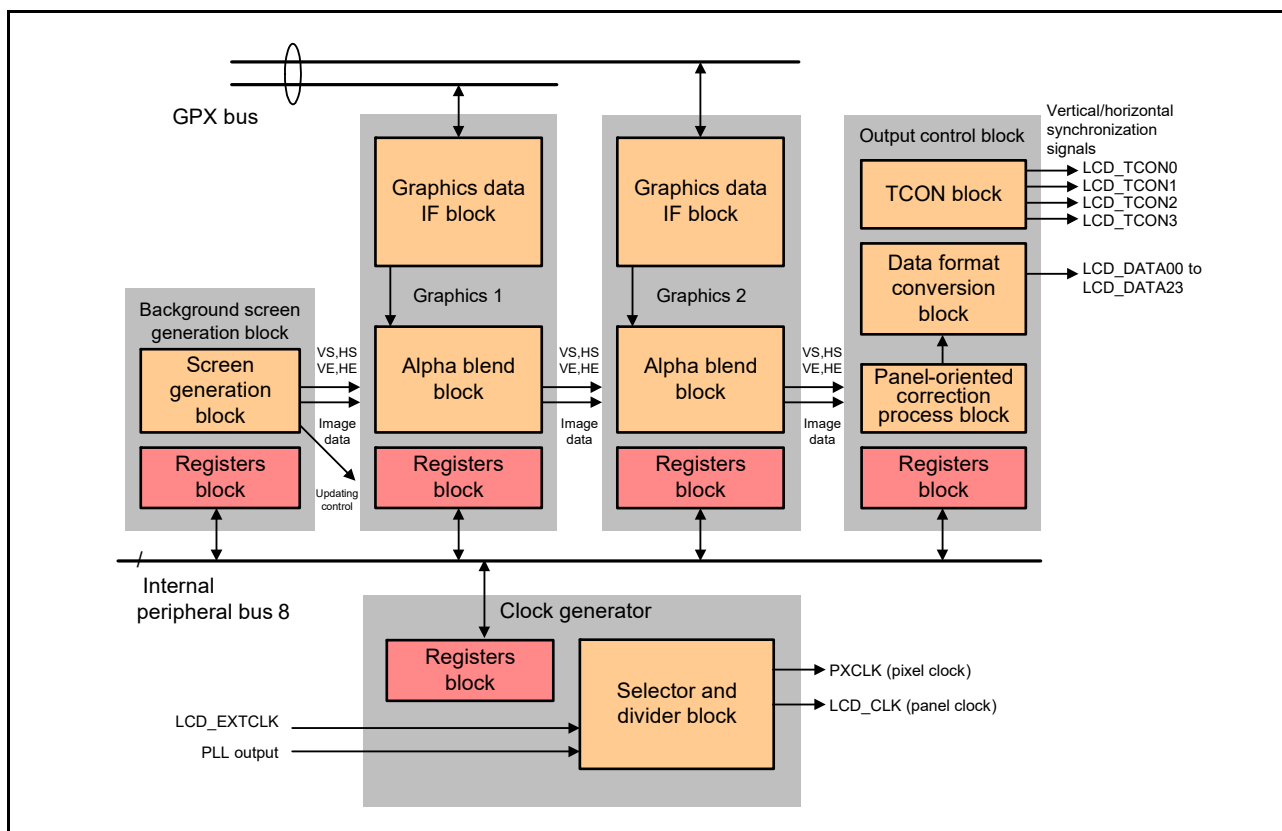 GPX bus
Graphics data
IF block
Graphics 1
Alpha blend
block
Registers
block
Graphics data
IF block
Graphics 2
Alpha blend
block
Registers
block
Output control block
TCON block
Data format
conversion
block
Panel-oriented
correction
process block
Registers
block
Vertical/horizontal
synchronization
signals
LCD_TCON0
LCD_TCON1
LCD_TCON2
LCD_TCON3
LCD_DATA00 to
LCD_DATA23
Background screen
generation block
Screen
generation
block
Registers
block
VS,HS
VE,HE
Image
data
Updating
control
VS,HS
VE,HE
Image
data
VS,HS
VE,HE
Image
data
Internal
peripheral bus 8
Clock generator
Registers
block
Selector and
divider block
LCD_EXTCLK
PLL output
PXCLK (pixel clock)
LCD_CLK (panel clock)